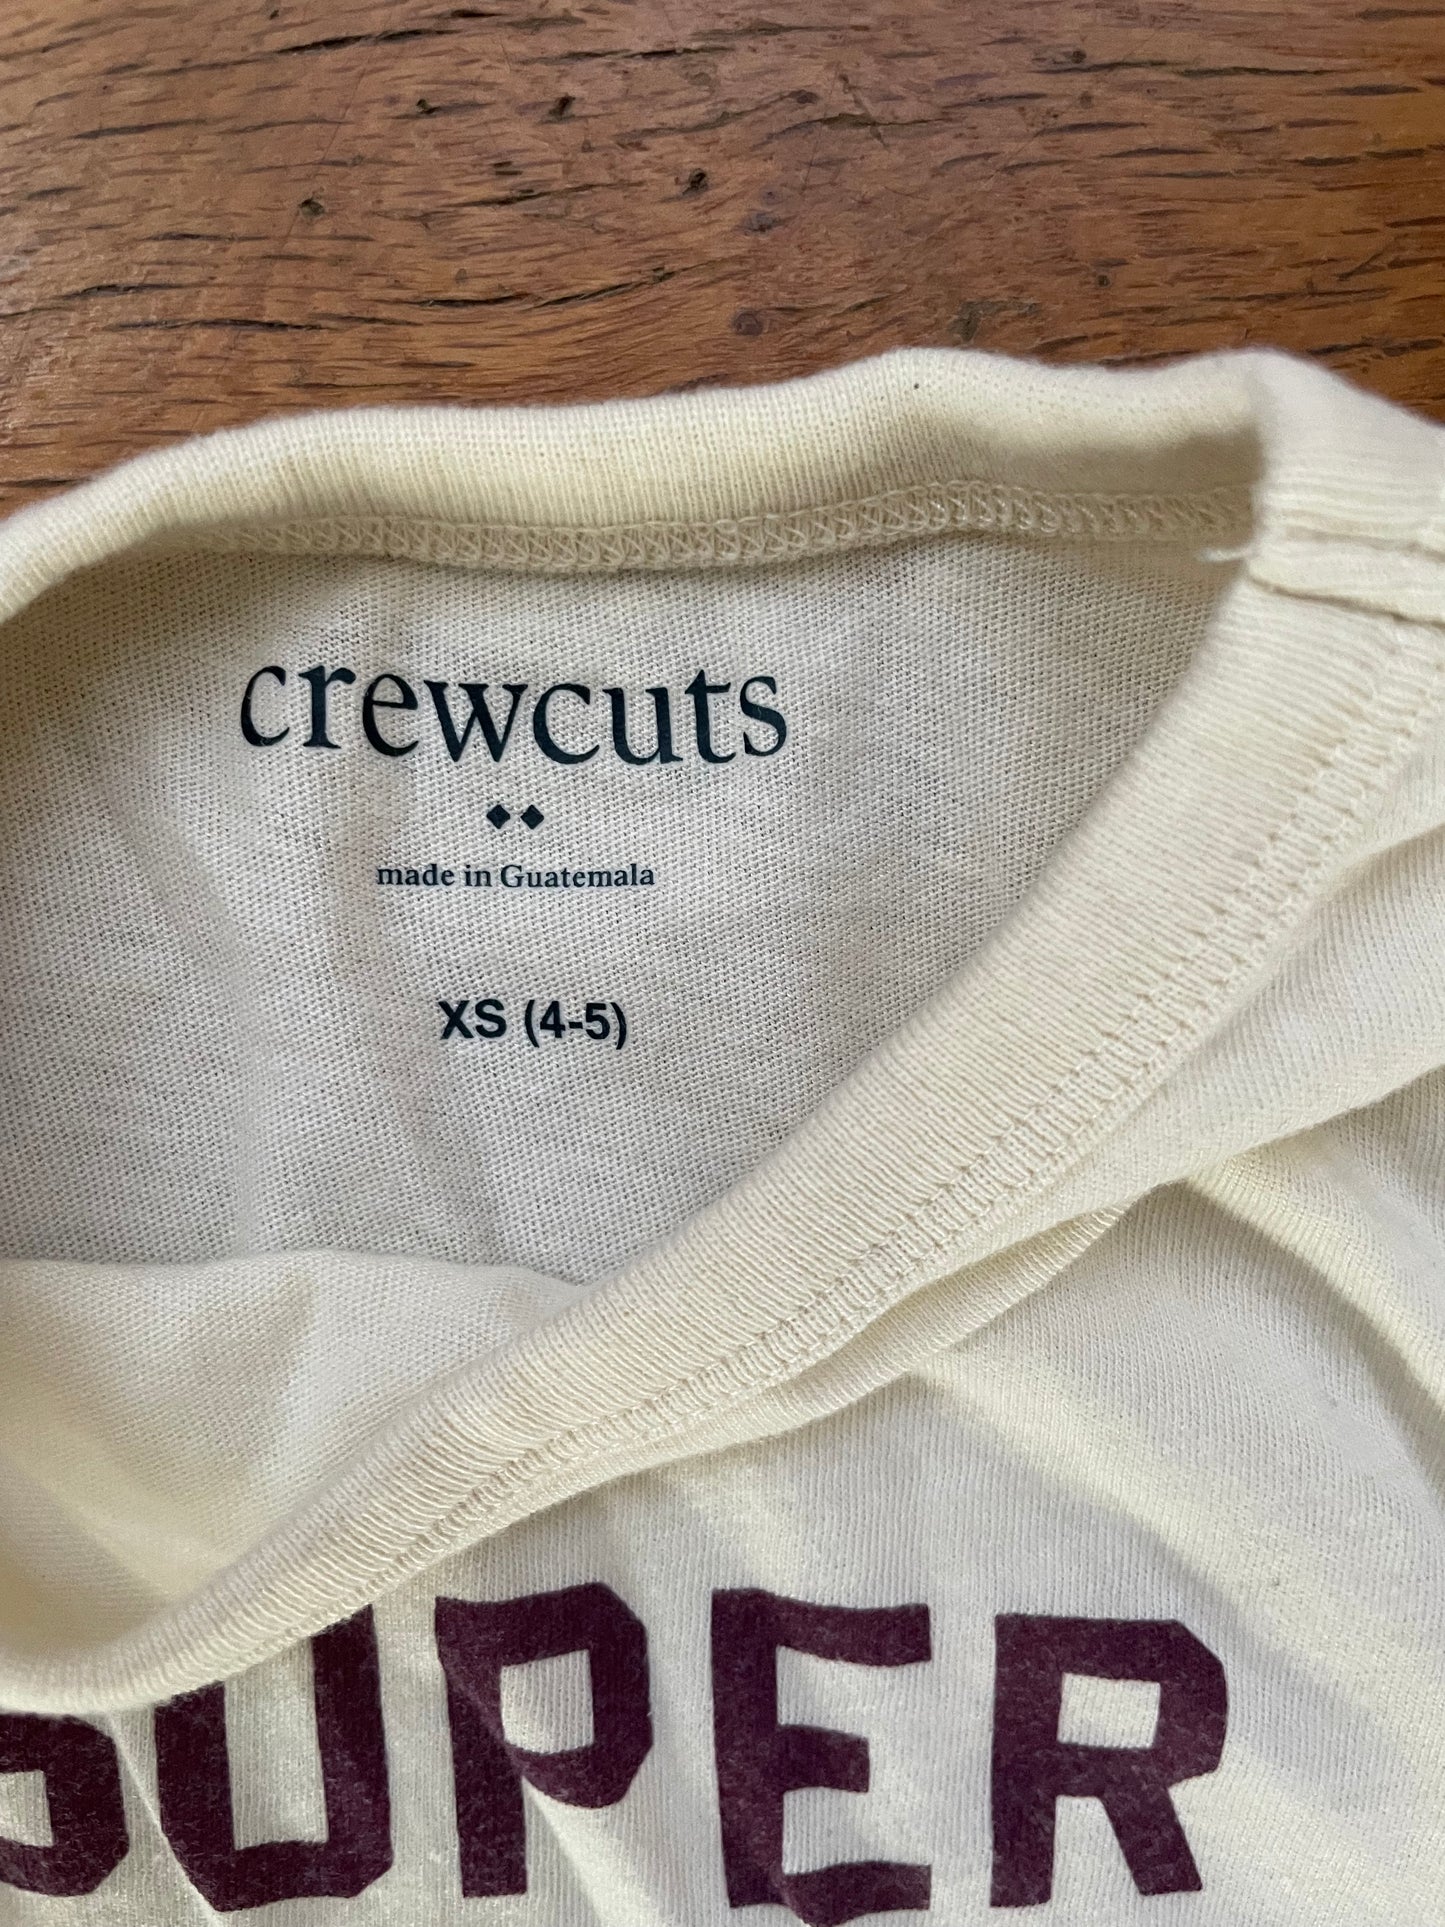 crewcuts
made in Guatemala
XS (4-5)
SUPER